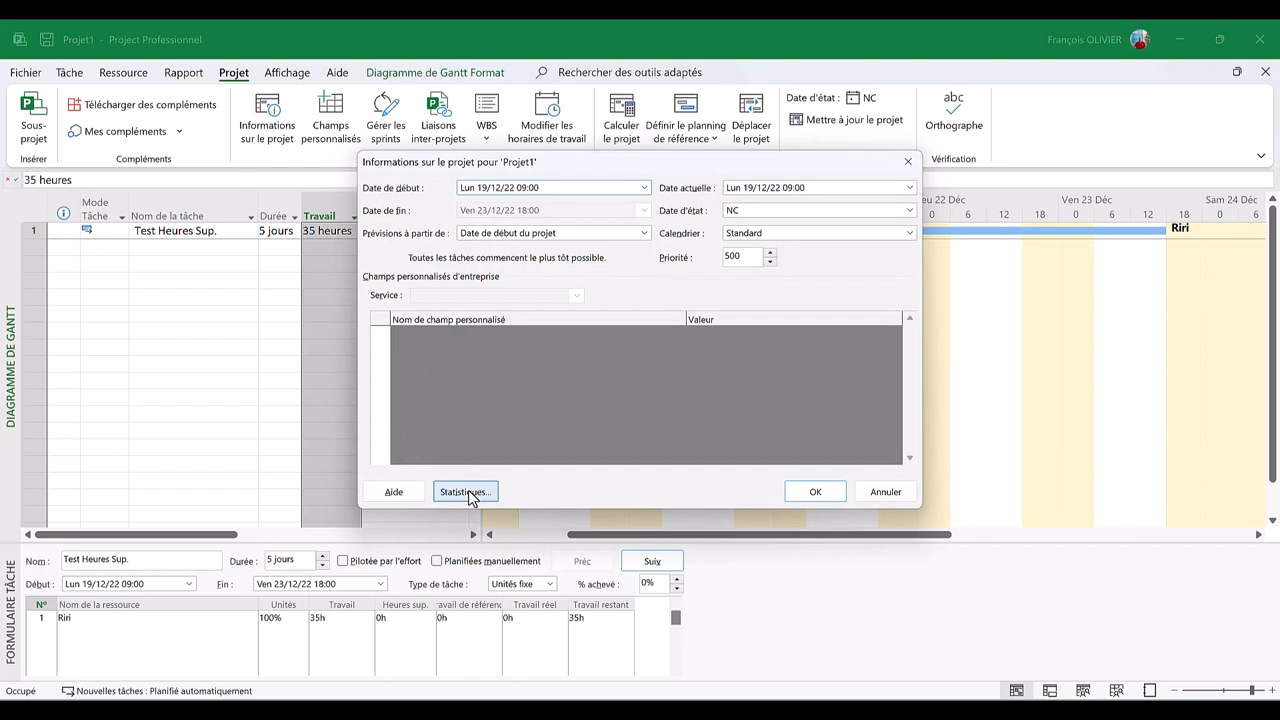 Projet1 - Project Professionnel
François OLIVIER
Fichier Tâche Ressource Rapport Projet Affichage Aide Diagramme de Gantt Format Rechercher des outils adaptés
Sous-projet
Insérer
Télécharger des compléments
Mes compléments
Compléments
Informations sur le projet
Champs personnalisés
Gérer les sprints
Liaisons inter-projets
WBS
Modifier les horaires de travail
Calculer le projet
Définir le planning de référence
Déplacer le projet
Date d'état : NC
Mettre à jour le projet
abc
Orthographe
Vérification
35 heures
Mode Tâche Nom de la tâche Durée Travail
1 Test Heures Sup. 5 jours 35 heures
22 Déc Ven 23 Déc Sam 24 Déc
0 6 12 18 0 6 12 18 0 6
Riri
DIAGRAMME DE GANTT
Informations sur le projet pour 'Projet1'
Date de début : Lun 19/12/22 09:00 Date actuelle : Lun 19/12/22 09:00
Date de fin : Ven 23/12/22 18:00 Date d'état : NC
Prévisions à partir de : Date de début du projet Calendrier : Standard
Toutes les tâches commencent le plus tôt possible. Priorité : 500
Champs personnalisés d'entreprise
Service :
Nom de champ personnalisé Valeur
Aide Statistiques... OK Annuler
FORMULAIRE TÂCHE
Nom : Test Heures Sup. Durée : 5 jours Pilotée par l'effort Planifiées manuellement Préc Suiv
Début : Lun 19/12/22 09:00 Fin : Ven 23/12/22 18:00 Type de tâche : Unités fixe % achevé : 0%
N° Nom de la ressource Unités Travail Heures sup. Travail réel Travail restant
1 Riri 100% 35h 0h 0h 0h 35h
Occupé Nouvelles tâches : Planifié automatiquement